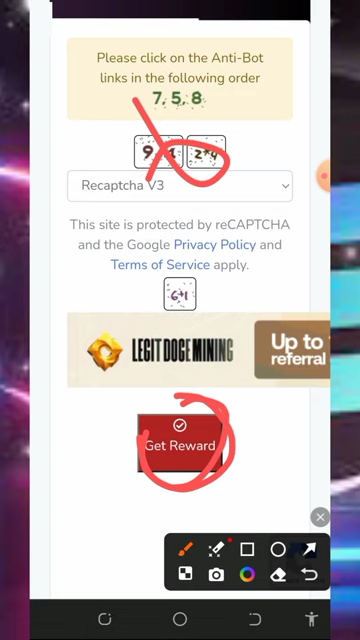 Please click on the Anti-Bot
links in the following order
7, 5, 8
2*4
Recaptcha V3
This site is protected by reCAPTCHA
and the Google Privacy Policy and
Terms of Service apply.
6+1
LEGIT DOGE MINING
Up to
referral
Get Reward